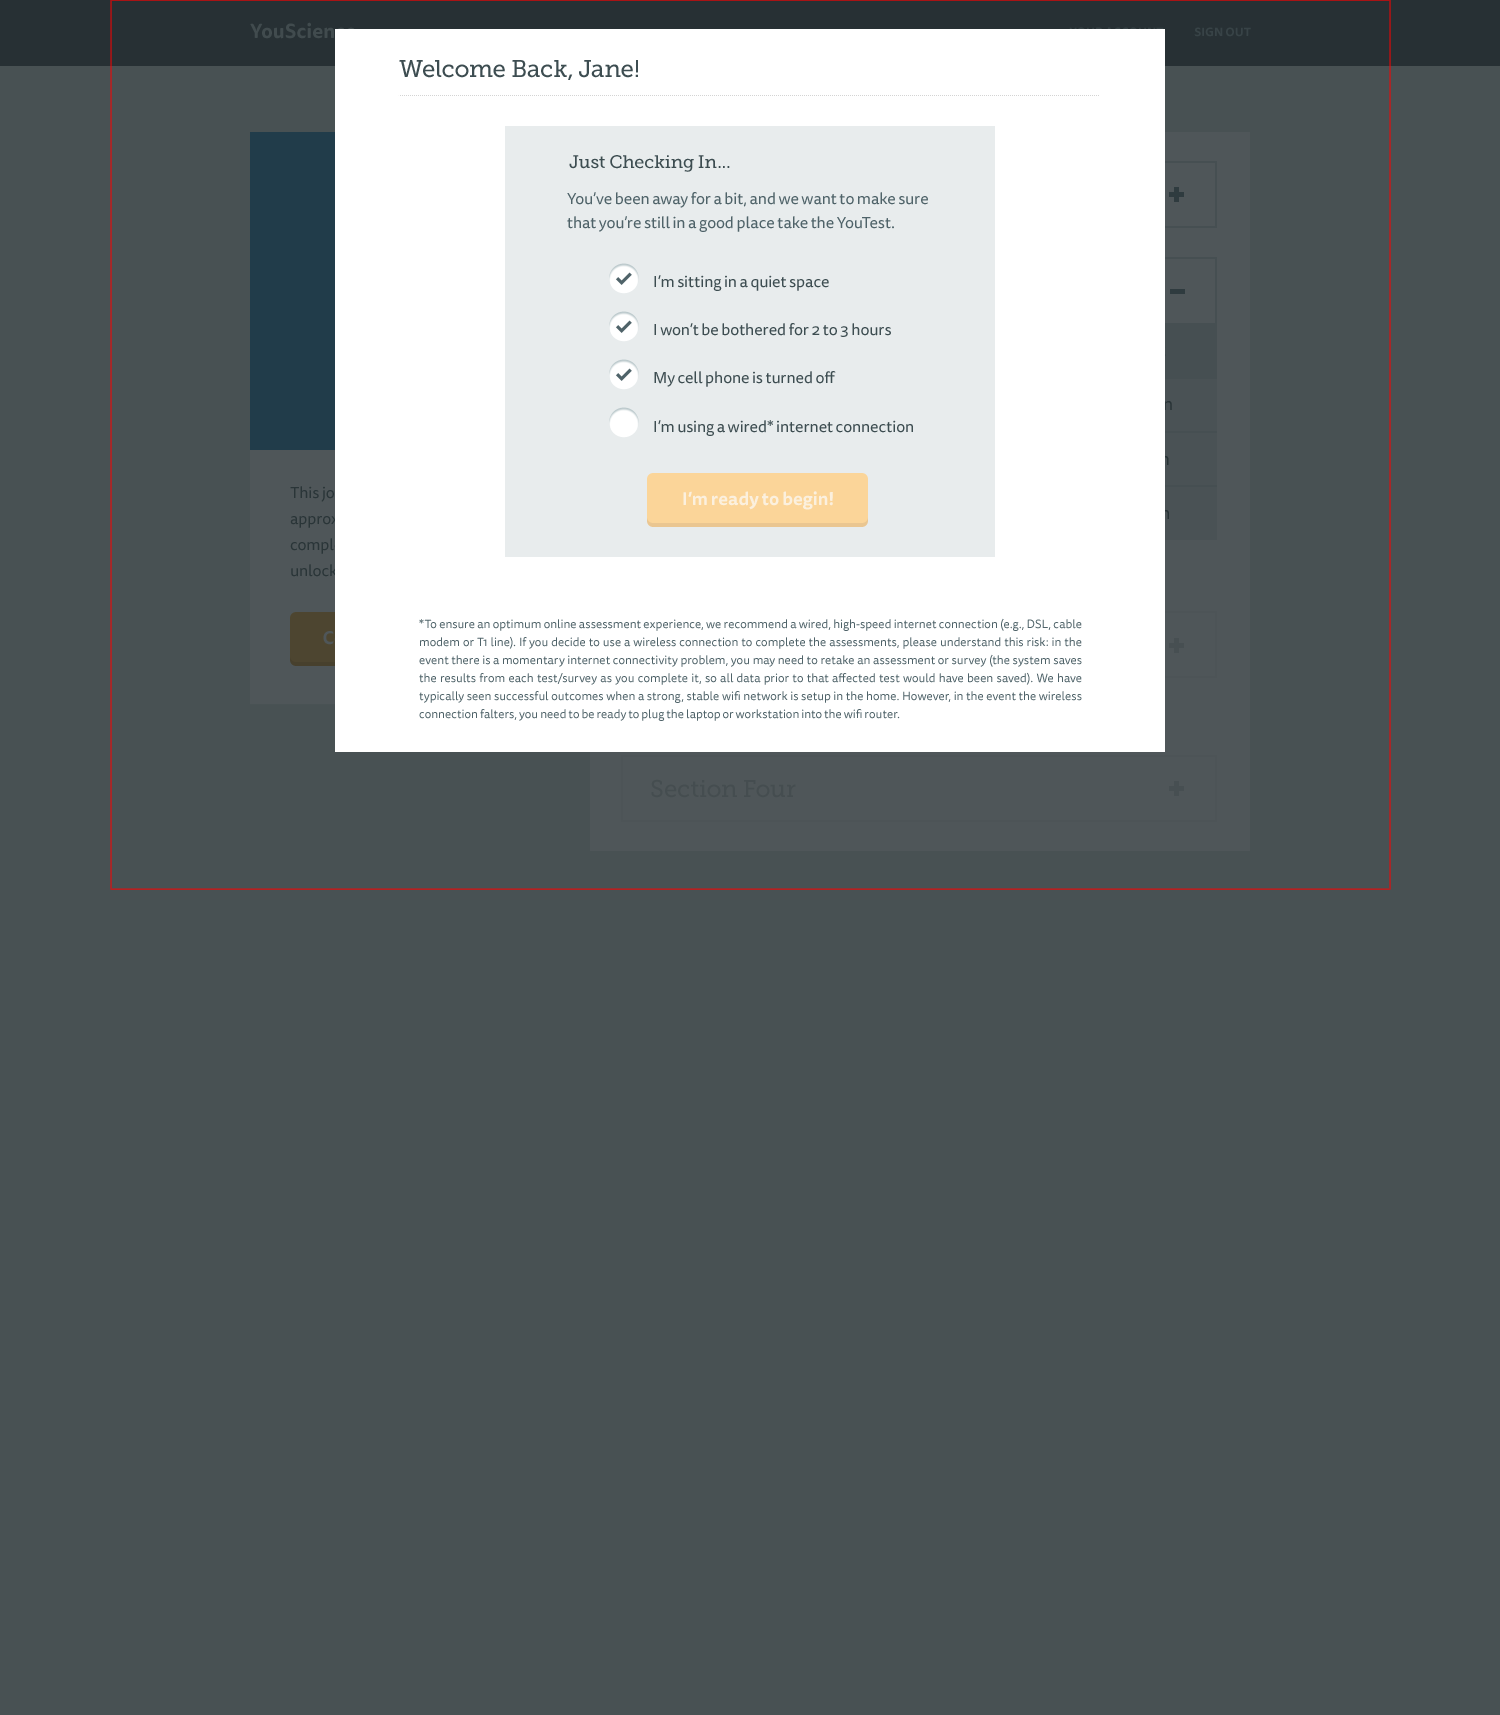 YouScien
SIGN OUT
Welcome Back, Jane!
Just Checking In...
You've been away for a bit, and we want to make sure
that you're still in a good place take the YouTest.
I'm sitting in a quiet space
I won't be bothered for 2 to 3 hours
My cell phone is turned off
I'm using a wired* internet connection
I'm ready to begin!
This jo
approx
compl
unlock
C
*To ensure an optimum online assessment experience, we recommend a wired, high-speed internet connection (e.g., DSL, cable
modem or T1 line). If you decide to use a wireless connection to complete the assessments, please understand this risk: in the
event there is a momentary internet connectivity problem, you may need to retake an assessment or survey (the system saves
the results from each test/survey as you complete it, so all data prior to that affected test would have been saved). We have
typically seen successful outcomes when a strong, stable wifi network is setup in the home. However, in the event the wireless
connection falters, you need to be ready to plug the laptop or workstation into the wifi router.
Section Four